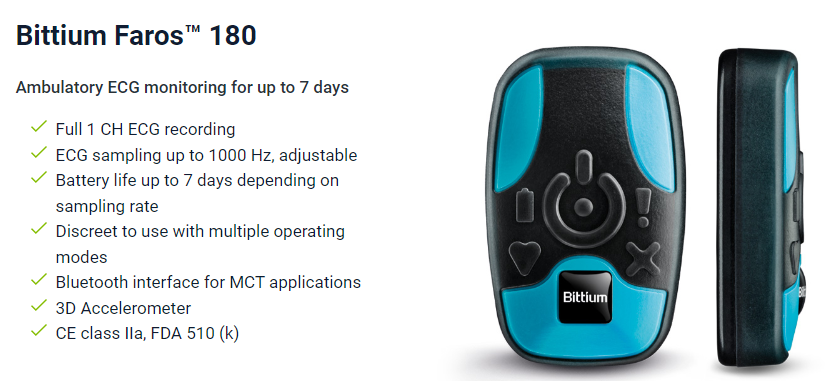 Bittium Faros™ 180
Ambulatory ECG monitoring for up to 7 days
Full 1 CH ECG recording
ECG sampling up to 1000 Hz, adjustable
Battery life up to 7 days depending on
sampling rate
Discreet to use with multiple operating
modes
Bluetooth interface for MCT applications
3D Accelerometer
CE class IIa, FDA 510 (k)
Bittium